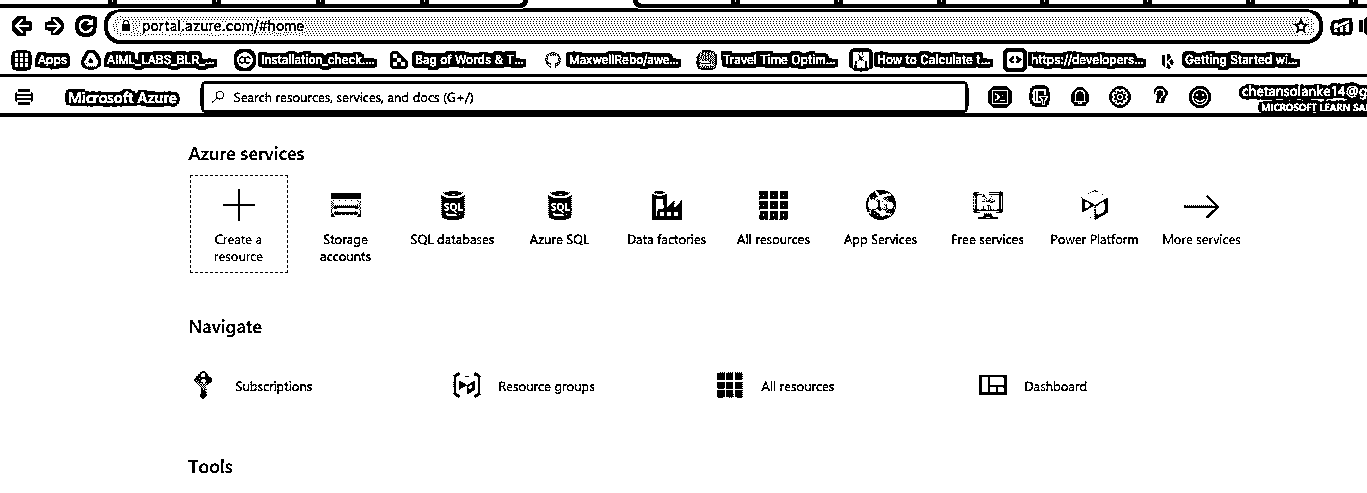 portal.azure.com/#home
Apps AIML_LABS_BLR_... Installation_check.... Bag of Words & T... MaxwellRebo/awe... Travel Time Optim... How to Calculate t... https://developers... Getting Started wi...
Microsoft Azure Search resources, services, and docs (G+/) chetansolanke14@g
MICROSOFT LEARN SA
Azure services
Create a resource
Storage accounts
SQL databases
Azure SQL
Data factories
All resources
App Services
Free services
Power Platform
More services
Navigate
Subscriptions Resource groups All resources Dashboard
Tools